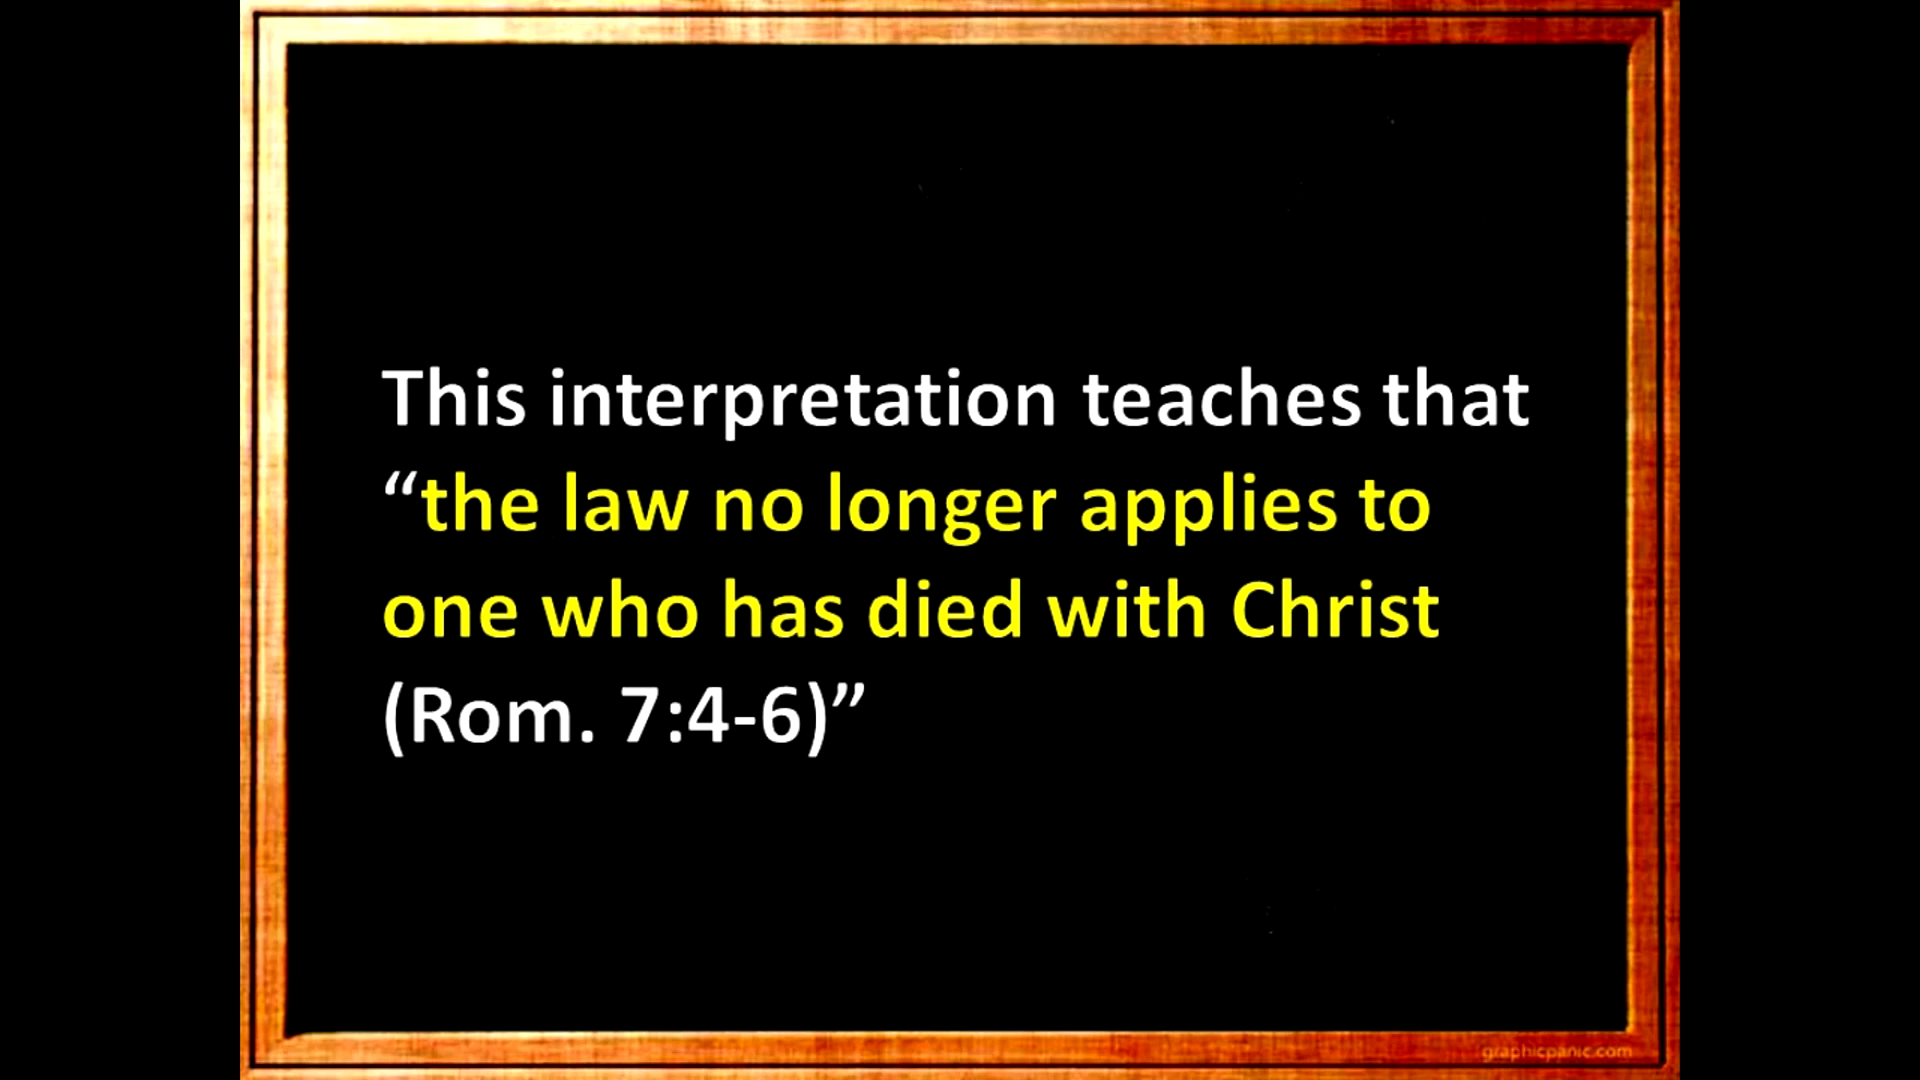 This interpretation teaches that
“the law no longer applies to
one who has died with Christ
(Rom. 7:4-6)”
graphicpanic.com